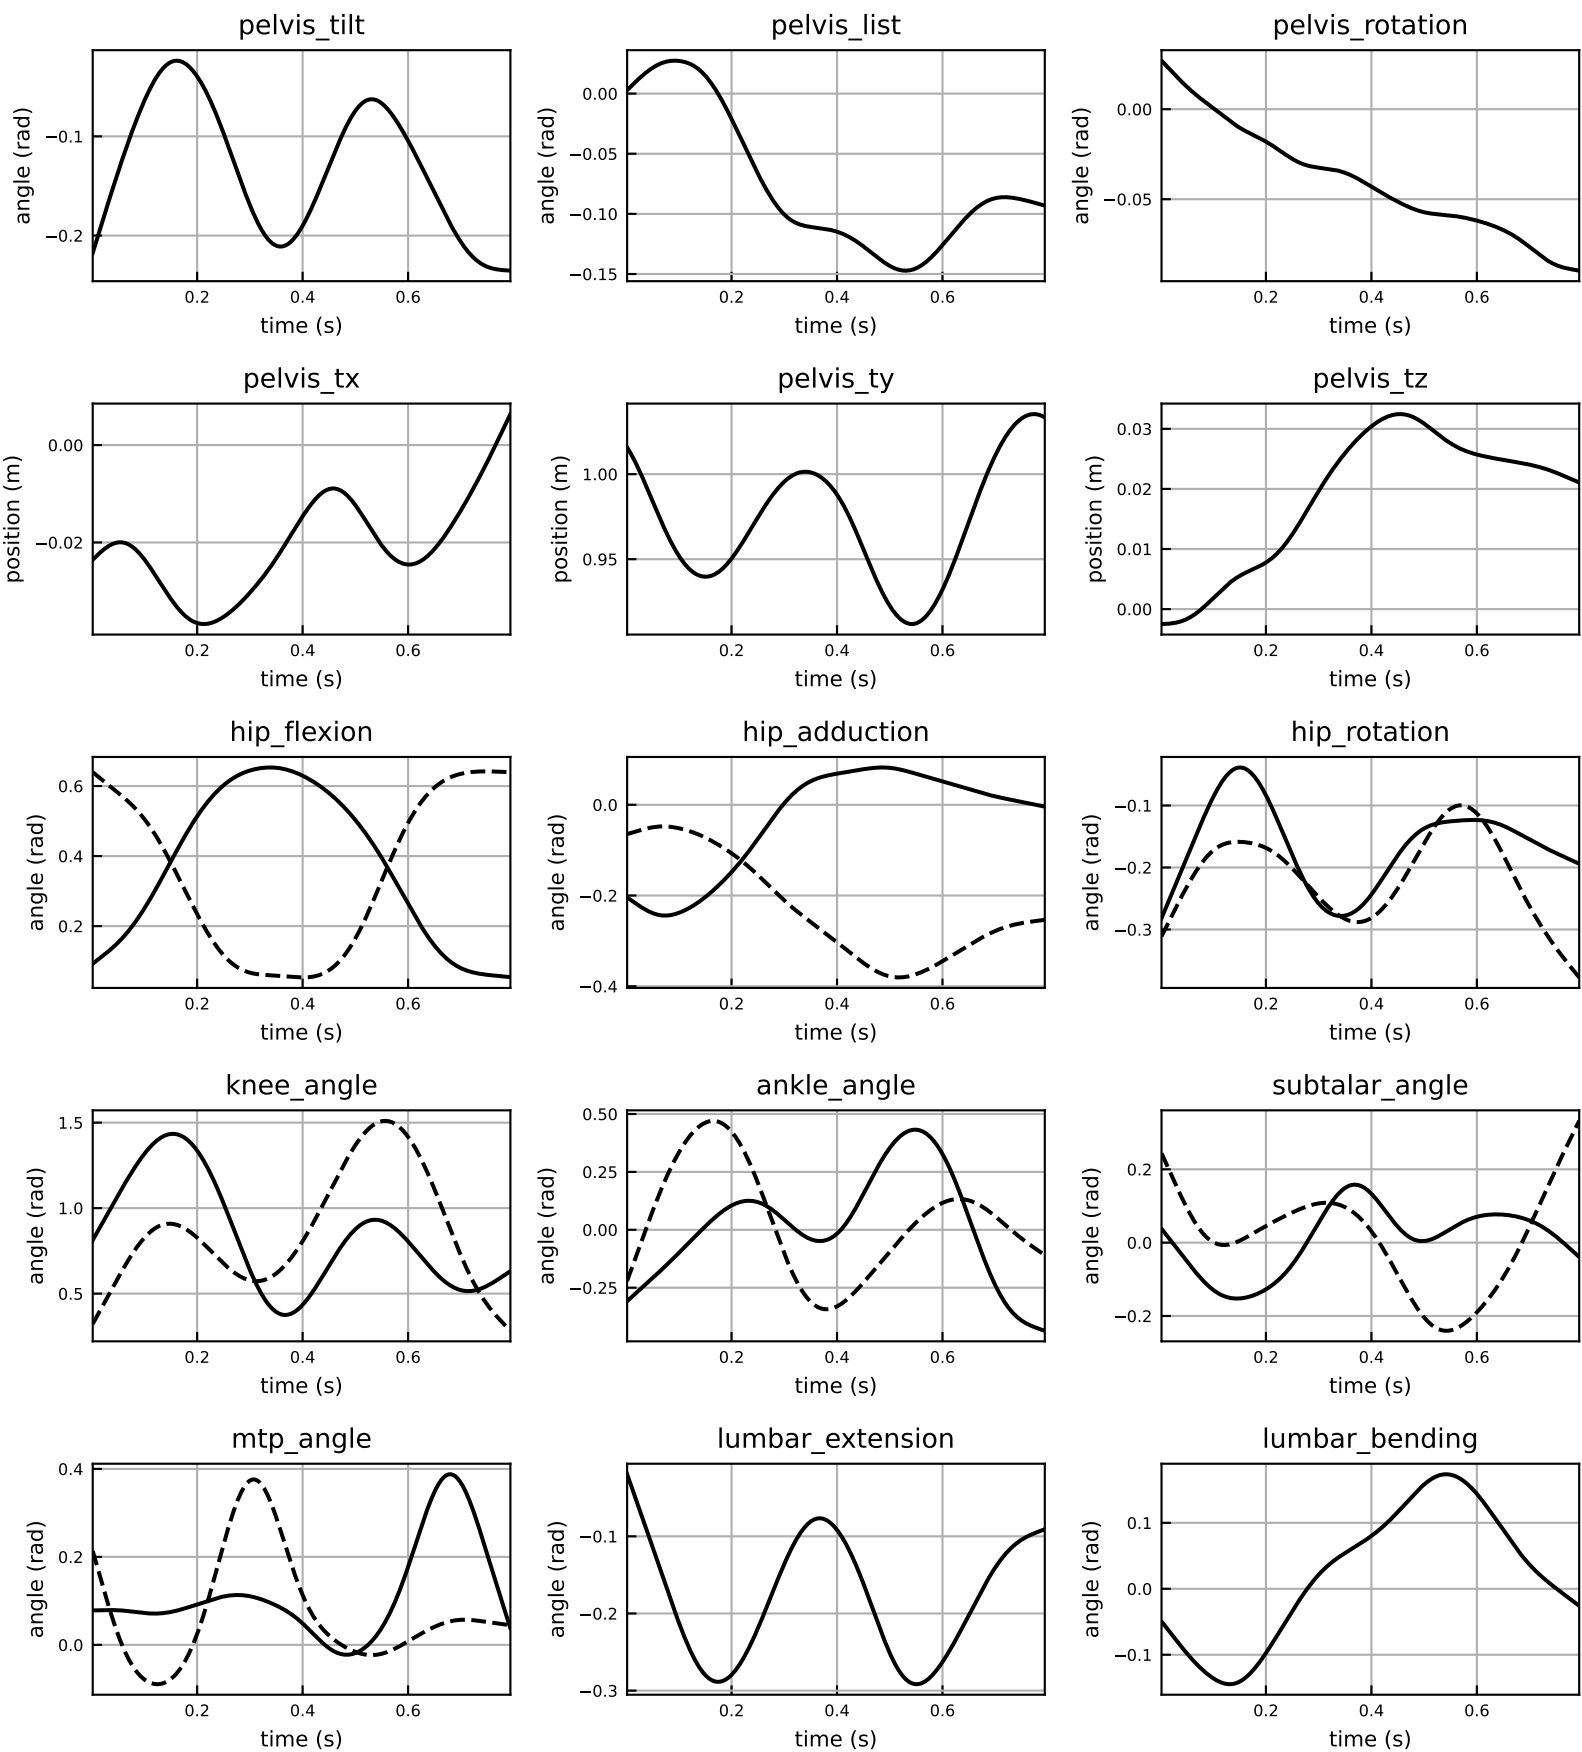 pelvis_tilt
angle (rad)
−0.1
−0.2
0.2 0.4 0.6
time (s)
pelvis_list
angle (rad)
0.00
−0.05
−0.10
−0.15
0.2 0.4 0.6
time (s)
pelvis_rotation
angle (rad)
0.00
−0.05
0.2 0.4 0.6
time (s)
pelvis_tx
position (m)
0.00
−0.02
0.2 0.4 0.6
time (s)
pelvis_ty
position (m)
1.00
0.95
0.2 0.4 0.6
time (s)
pelvis_tz
position (m)
0.03
0.02
0.01
0.00
0.2 0.4 0.6
time (s)
hip_flexion
angle (rad)
0.6
0.4
0.2
0.2 0.4 0.6
time (s)
hip_adduction
angle (rad)
0.0
−0.2
−0.4
0.2 0.4 0.6
time (s)
hip_rotation
angle (rad)
−0.1
−0.2
−0.3
0.2 0.4 0.6
time (s)
knee_angle
angle (rad)
1.5
1.0
0.5
0.2 0.4 0.6
time (s)
ankle_angle
angle (rad)
0.50
0.25
0.00
−0.25
0.2 0.4 0.6
time (s)
subtalar_angle
angle (rad)
0.2
0.0
−0.2
0.2 0.4 0.6
time (s)
mtp_angle
angle (rad)
0.4
0.2
0.0
0.2 0.4 0.6
time (s)
lumbar_extension
angle (rad)
−0.1
−0.2
−0.3
0.2 0.4 0.6
time (s)
lumbar_bending
angle (rad)
0.1
0.0
−0.1
0.2 0.4 0.6
time (s)